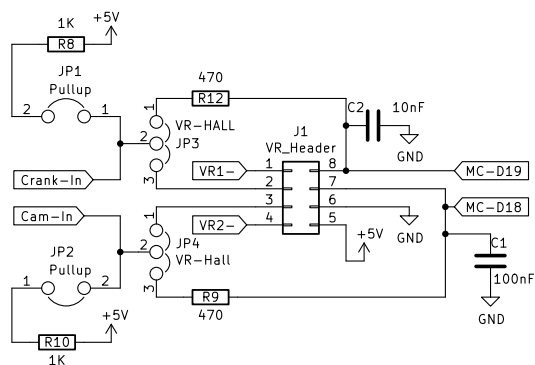 1K
+5V
R8
JP1
Pullup
2
1
Crank-In
470
R12
1
VR-HALL
2
JP3
3
C2
10nF
GND
J1
VR_Header
VR1-
1
8
2
7
3
6
VR2-
4
5
MC-D19
MC-D18
GND
+5V
C1
100nF
GND
Cam-In
JP2
Pullup
1
2
1
2
JP4
VR-Hall
3
R9
470
+5V
R10
1K